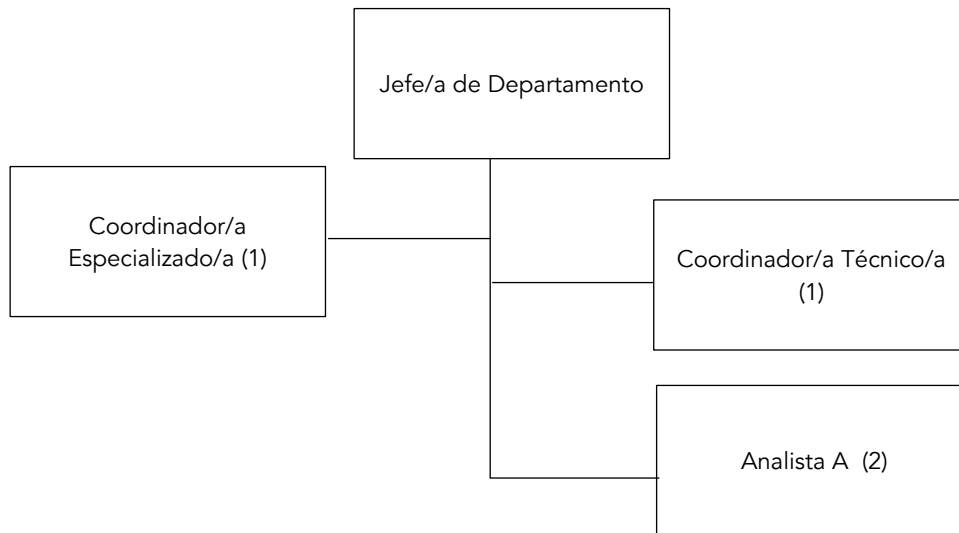 Jefe/a de Departamento
Coordinador/a
Especializado/a (1)
Coordinador/a Técnico/a
(1)
Analista A (2)